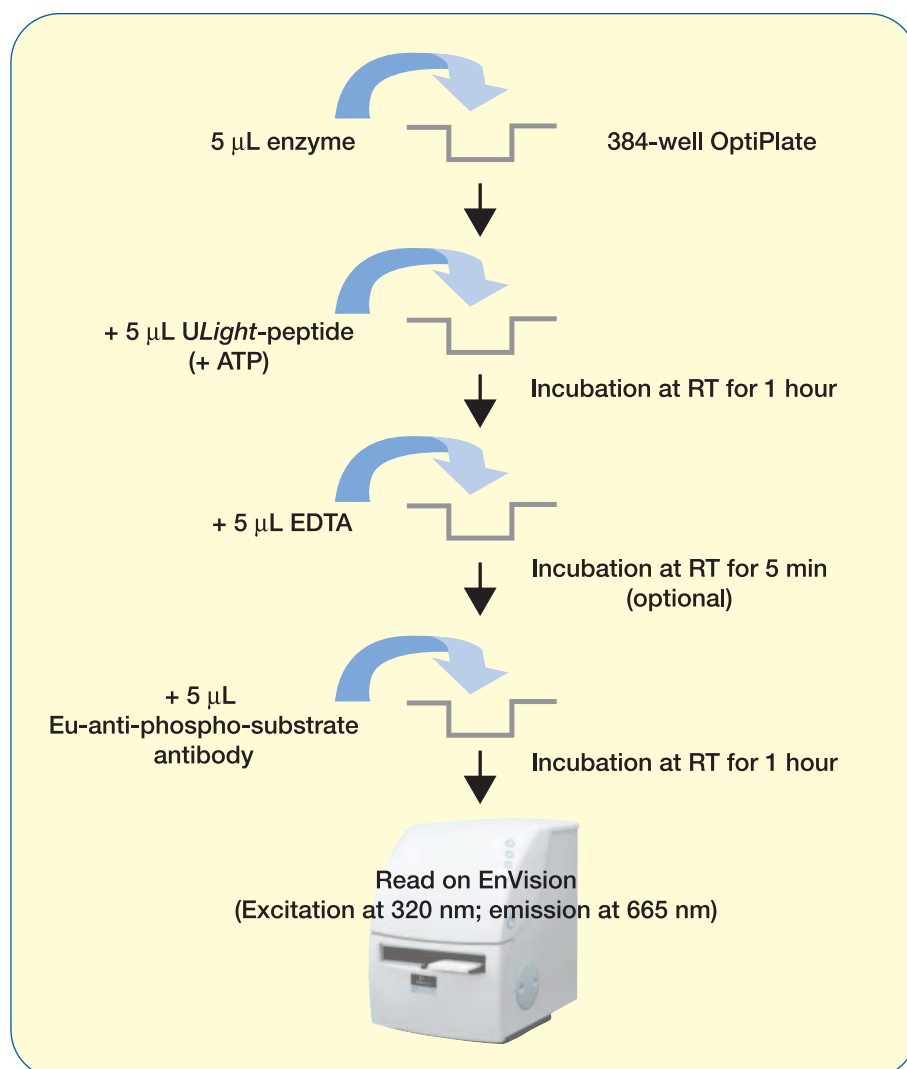 5 μL enzyme
384-well OptiPlate
+ 5 μL ULight-peptide
(+ ATP)
Incubation at RT for 1 hour
+ 5 μL EDTA
Incubation at RT for 5 min
(optional)
+ 5 μL
Eu-anti-phospho-substrate
antibody
Incubation at RT for 1 hour
Read on EnVision
(Excitation at 320 nm; emission at 665 nm)